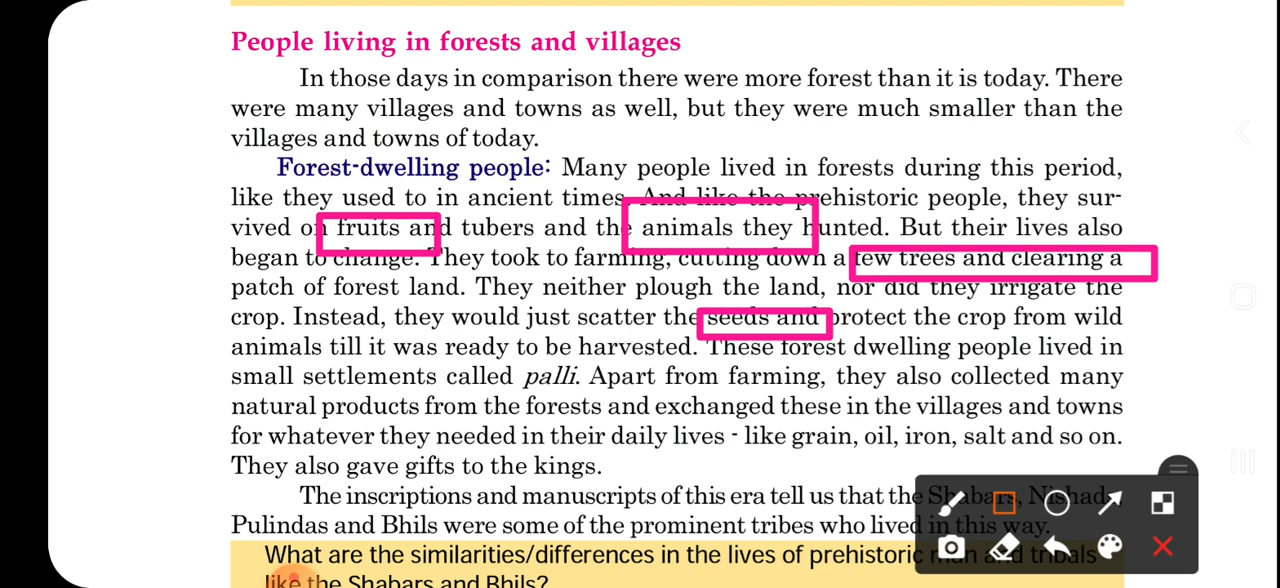 People living in forests and villages
In those days in comparison there were more forest than it is today. There
were many villages and towns as well, but they were much smaller than the
villages and towns of today.
Forest-dwelling people: Many people lived in forests during this period,
like they used to in ancient times. And like the prehistoric people, they sur-
vived on fruits and tubers and the animals they hunted. But their lives also
began to change. They took to farming, cutting down a few trees and clearing a
patch of forest land. They neither plough the land, nor did they irrigate the
crop. Instead, they would just scatter the seeds and protect the crop from wild
animals till it was ready to be harvested. These forest dwelling people lived in
small settlements called palli. Apart from farming, they also collected many
natural products from the forests and exchanged these in the villages and towns
for whatever they needed in their daily lives - like grain, oil, iron, salt and so on.
They also gave gifts to the kings.
The inscriptions and manuscripts of this era tell us that the Shabars, Nishads,
Pulindas and Bhils were some of the prominent tribes who lived in this way.
What are the similarities/differences in the lives of prehistoric man and tribals
like the Shabars and Bhils?